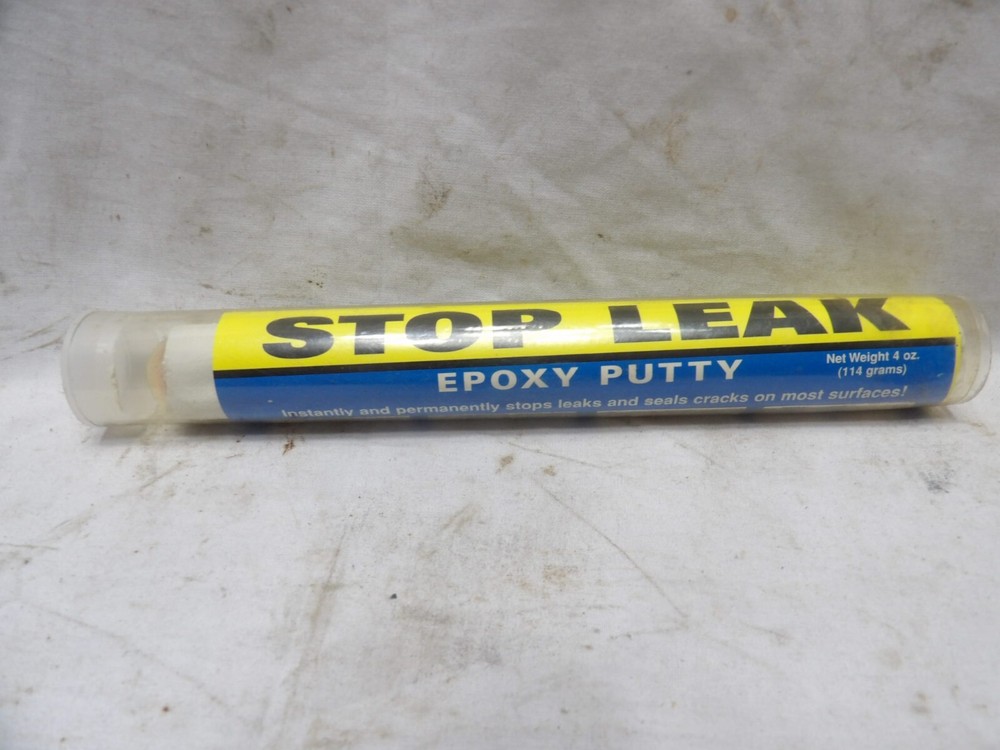 STOP LEAK
EPOXY PUTTY
Net Weight 4 oz.
(114 grams)
Instantly and permanently stops leaks and seals cracks on most surfaces!